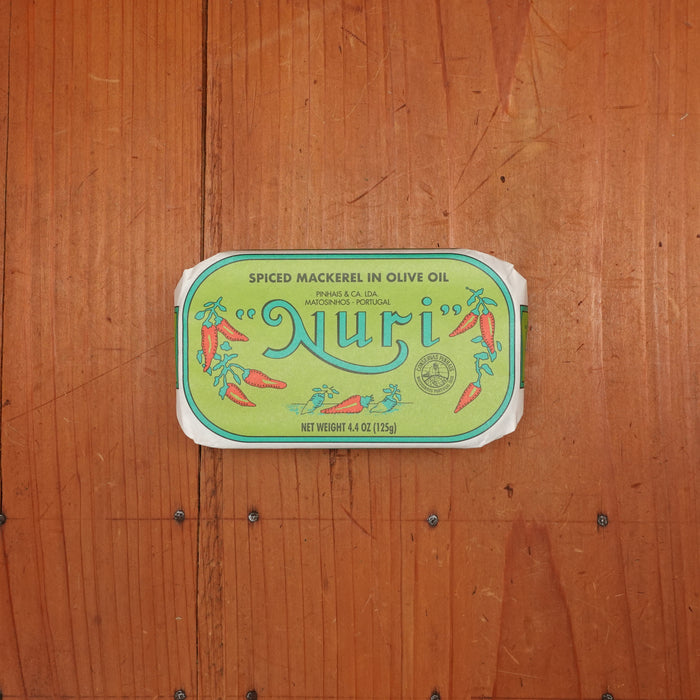 SPICED MACKEREL IN OLIVE OIL
PINHAIS & CA. LDA.
MATOSINHOS - PORTUGAL
"Nuri"
NET WEIGHT 4.4 OZ (125g)